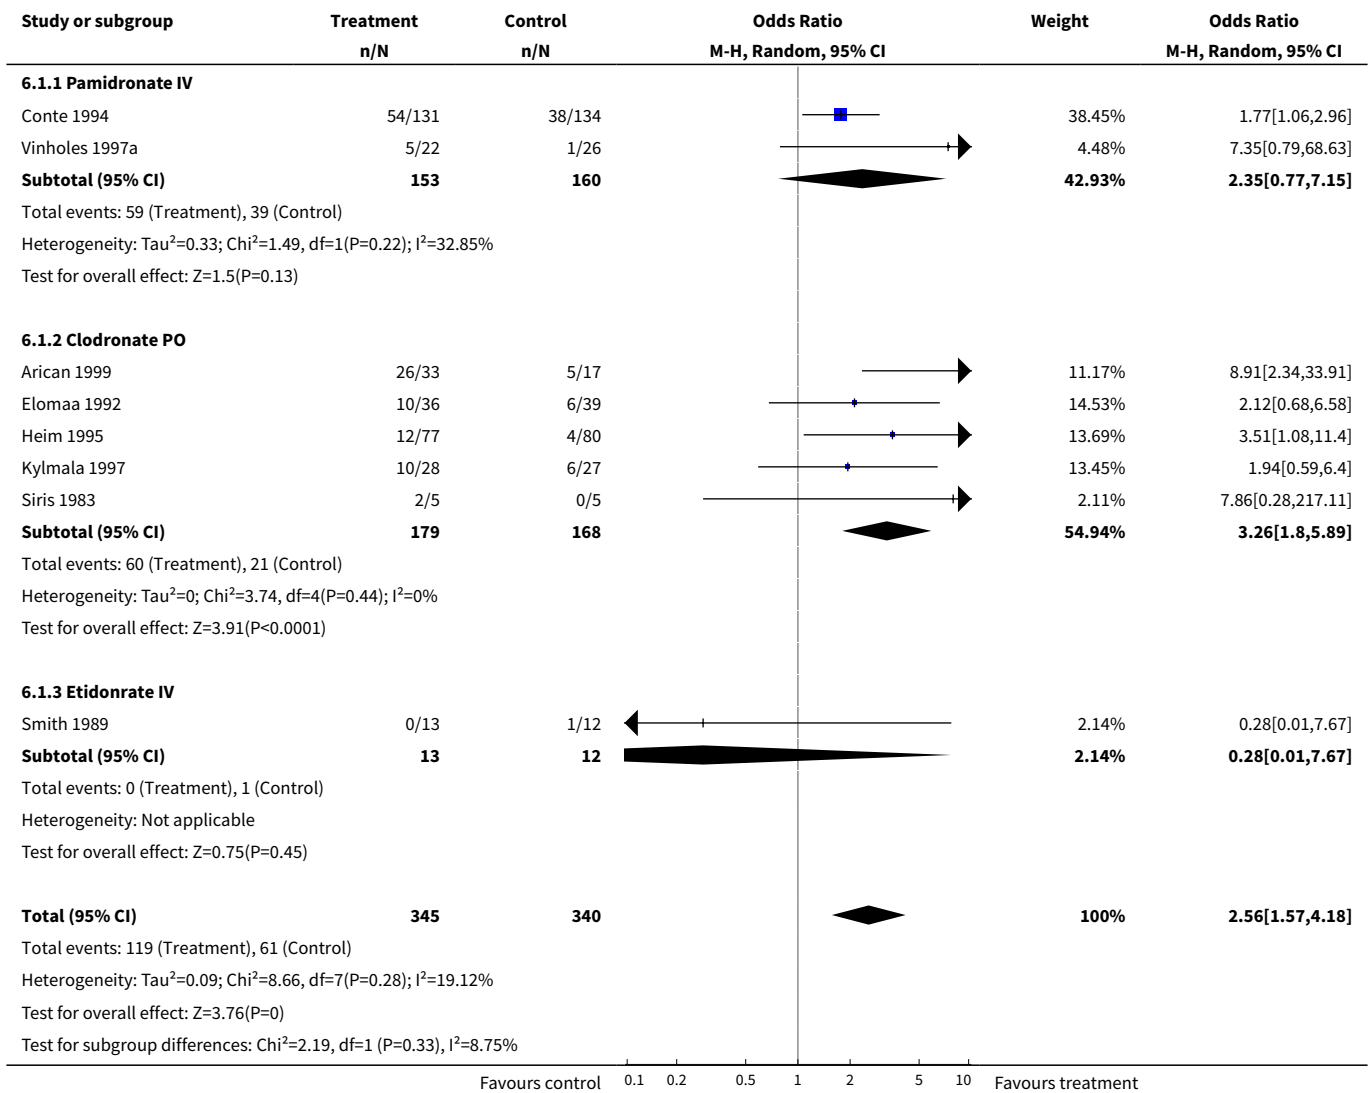 Study or subgroup Treatment Control Odds Ratio Weight Odds Ratio
n/N n/N M-H, Random, 95% CI M-H, Random, 95% CI
6.1.1 Pamidronate IV
Conte 1994 54/131 38/134 38.45% 1.77[1.06,2.96]
Vinholes 1997a 5/22 1/26 4.48% 7.35[0.79,68.63]
Subtotal (95% CI) 153 160 42.93% 2.35[0.77,7.15]
Total events: 59 (Treatment), 39 (Control)
Heterogeneity: Tau²=0.33; Chi²=1.49, df=1(P=0.22); I²=32.85%
Test for overall effect: Z=1.5(P=0.13)
6.1.2 Clodronate PO
Arican 1999 26/33 5/17 11.17% 8.91[2.34,33.91]
Elomaa 1992 10/36 6/39 14.53% 2.12[0.68,6.58]
Heim 1995 12/77 4/80 13.69% 3.51[1.08,11.4]
Kylmala 1997 10/28 6/27 13.45% 1.94[0.59,6.4]
Siris 1983 2/5 0/5 2.11% 7.86[0.28,217.11]
Subtotal (95% CI) 179 168 54.94% 3.26[1.8,5.89]
Total events: 60 (Treatment), 21 (Control)
Heterogeneity: Tau²=0; Chi²=3.74, df=4(P=0.44); I²=0%
Test for overall effect: Z=3.91(P<0.0001)
6.1.3 Etidonrate IV
Smith 1989 0/13 1/12 2.14% 0.28[0.01,7.67]
Subtotal (95% CI) 13 12 2.14% 0.28[0.01,7.67]
Total events: 0 (Treatment), 1 (Control)
Heterogeneity: Not applicable
Test for overall effect: Z=0.75(P=0.45)
Total (95% CI) 345 340 100% 2.56[1.57,4.18]
Total events: 119 (Treatment), 61 (Control)
Heterogeneity: Tau²=0.09; Chi²=8.66, df=7(P=0.28); I²=19.12%
Test for overall effect: Z=3.76(P=0)
Test for subgroup differences: Chi²=2.19, df=1 (P=0.33), I²=8.75%
Favours control 0.1 0.2 0.5 1 2 5 10 Favours treatment